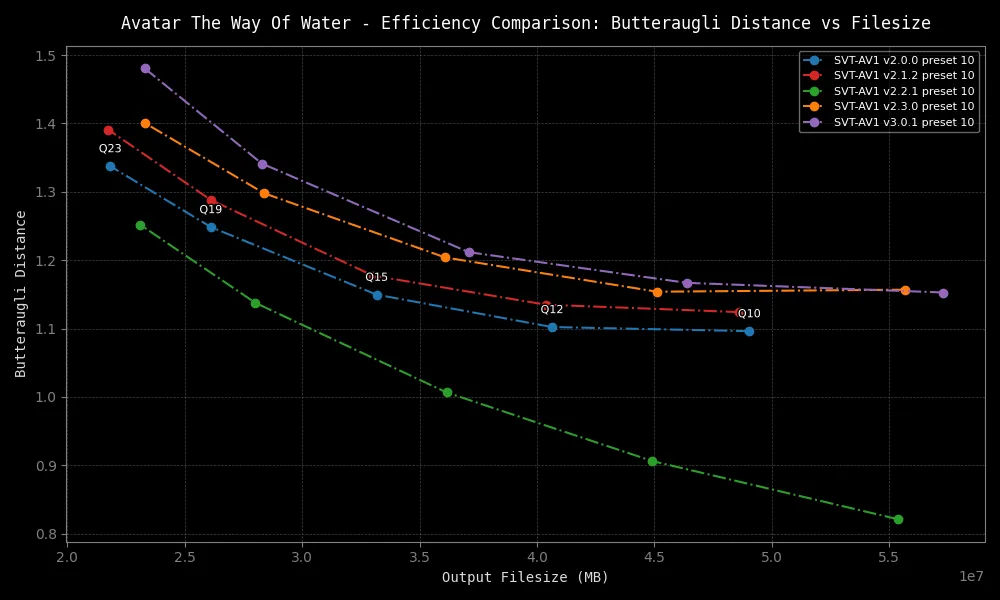 Avatar The Way Of Water - Efficiency Comparison: Butteraugli Distance vs Filesize
SVT-AV1 v2.0.0 preset 10
SVT-AV1 v2.1.2 preset 10
SVT-AV1 v2.2.1 preset 10
SVT-AV1 v2.3.0 preset 10
SVT-AV1 v3.0.1 preset 10
Butteraugli Distance
1.5
1.4
1.3
1.2
1.1
1.0
0.9
0.8
Q23
Q19
Q15
Q12
Q10
2.0 2.5 3.0 3.5 4.0 4.5 5.0 5.5
1e7
Output Filesize (MB)